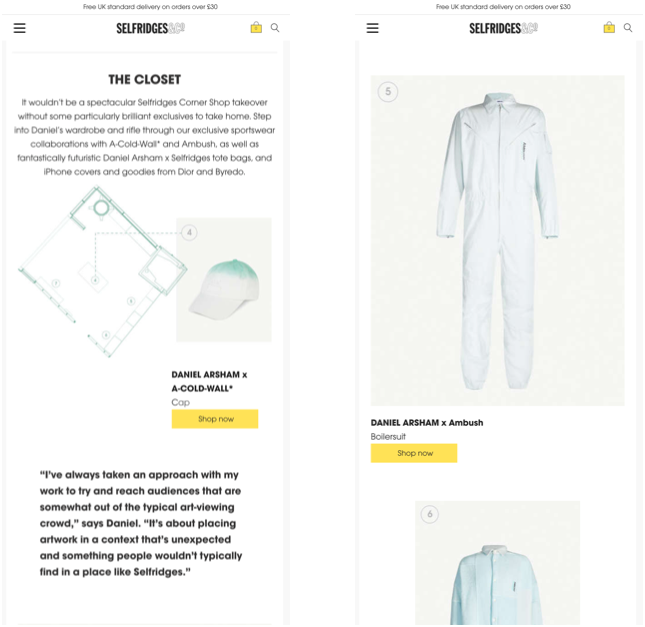 Free UK standard delivery on orders over £30
SELFRIDGES&Co
THE CLOSET
It wouldn't be a spectacular Selfridges Corner Shop takeover
without some particularly brilliant exclusives to take home. Step
into Daniel's wardrobe and rifle through our exclusive sportswear
collaborations with A-Cold-Wall* and Ambush, as well as
fantastically futuristic Daniel Arsham x Selfridges tote bags, and
iPhone covers and goodies from Dior and Byredo.
4
DANIEL ARSHAM x
A-COLD-WALL*
Cap
Shop now
“I’ve always taken an approach with my
work to try and reach audiences that are
somewhat out of the typical art-viewing
crowd,” says Daniel. “It’s about placing
artwork in a context that’s unexpected
and something people wouldn’t typically
find in a place like Selfridges.”
Free UK standard delivery on orders over £30
SELFRIDGES&Co
5
DANIEL ARSHAM x Ambush
Boilersuit
Shop now
6